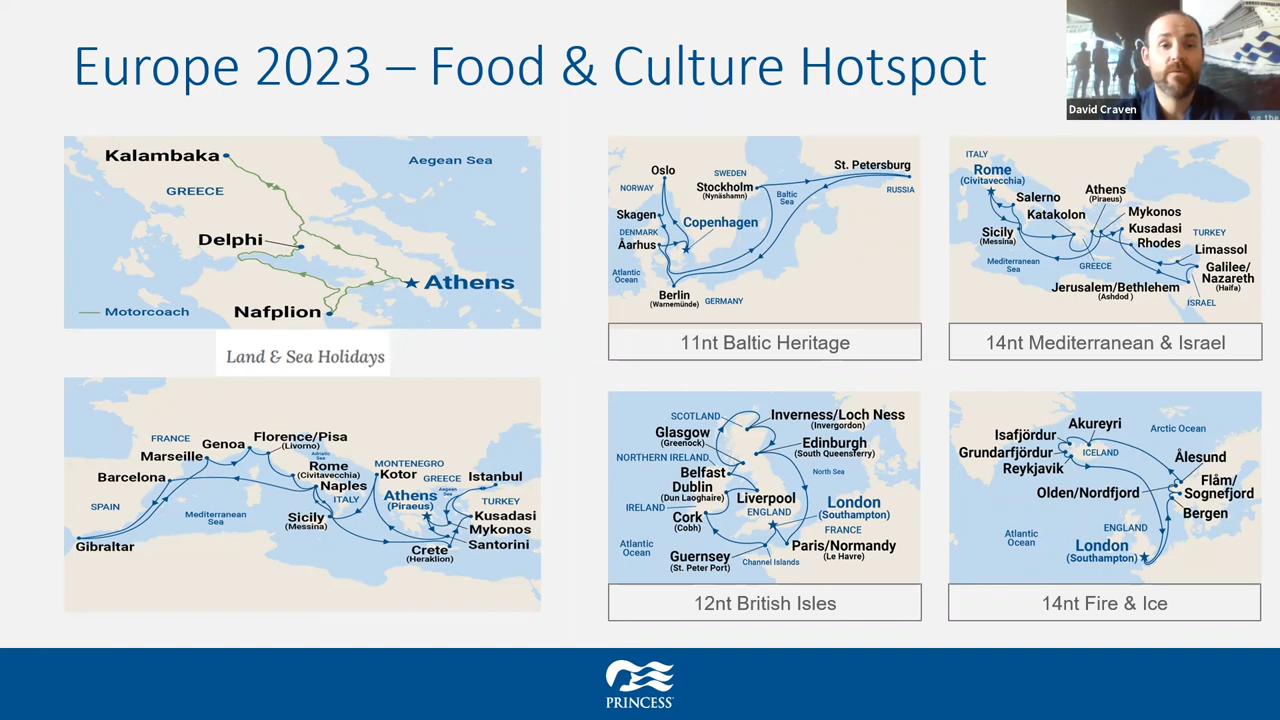 Europe 2023 – Food & Culture Hotspot
David Craven
Kalambaka
Aegean Sea
GREECE
Delphi
Athens
Nafplion
Motorcoach
Land & Sea Holidays
FRANCE
Genoa
Florence/Pisa
(Livorno)
Marseille
Adriatic
Sea
Rome
(Civitavecchia)
Barcelona
Naples
MONTENEGRO
Kotor
GREECE
Istanbul
SPAIN
ITALY
Athens
(Piraeus)
Aegean
Sea
TURKEY
Mediterranean
Sea
Sicily
(Messina)
Kusadasi
Mykonos
Santorini
Gibraltar
Crete
(Heraklion)
Oslo
SWEDEN
St. Petersburg
NORWAY
Stockholm
(Nynäshamn)
Baltic
Sea
RUSSIA
Skagen
Copenhagen
DENMARK
Åarhus
Atlantic
Ocean
Berlin
(Warnemünde)
GERMANY
11nt Baltic Heritage
ITALY
Rome
(Civitavecchia)
Salerno
Athens
(Piraeus)
Katakolon
Mykonos
Sicily
(Messina)
Kusadasi
TURKEY
Rhodes
Limassol
Mediterranean
Sea
GREECE
Galilee/
Nazareth
(Haifa)
Jerusalem/Bethlehem
(Ashdod )
ISRAEL
14nt Mediterranean & Israel
SCOTLAND
Inverness/Loch Ness
(Invergordon)
Glasgow
(Greenock)
Edinburgh
(South Queensferry)
NORTHERN IRELAND
Belfast
North Sea
Dublin
(Dun Laoghaire)
Liverpool
ENGLAND
London
(Southampton)
IRELAND
Cork
(Cobh)
FRANCE
Atlantic
Ocean
Guernsey
(St. Peter Port)
Channel Islands
Paris/Normandy
(Le Havre)
12nt British Isles
Akureyri
Arctic Ocean
Isafjördur
Grundarfjördur
ICELAND
Reykjavik
Ålesund
Olden/Nordfjord
Flåm/
Sognefjord
Bergen
ENGLAND
Atlantic
Ocean
London
(Southampton)
14nt Fire & Ice
PRINCESS